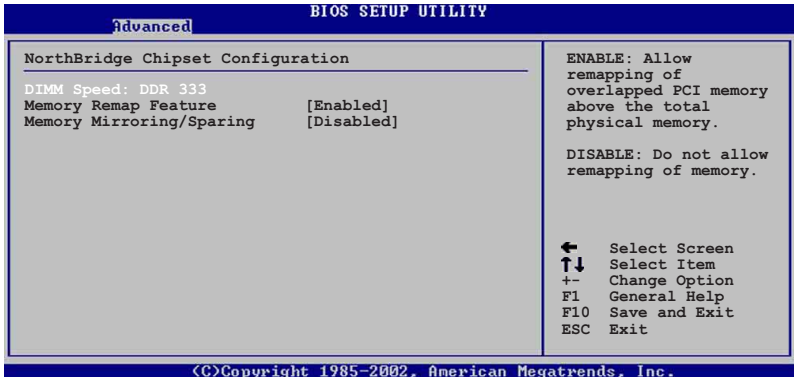 BIOS SETUP UTILITY
Advanced
NorthBridge Chipset Configuration
DIMM Speed: DDR 333
Memory Remap Feature [Enabled]
Memory Mirroring/Sparing [Disabled]
ENABLE: Allow
remapping of
overlapped PCI memory
above the total
physical memory.
DISABLE: Do not allow
remapping of memory.
← Select Screen
↑↓ Select Item
+- Change Option
F1 General Help
F10 Save and Exit
ESC Exit
(C)Copyright 1985-2002, American Megatrends, Inc.